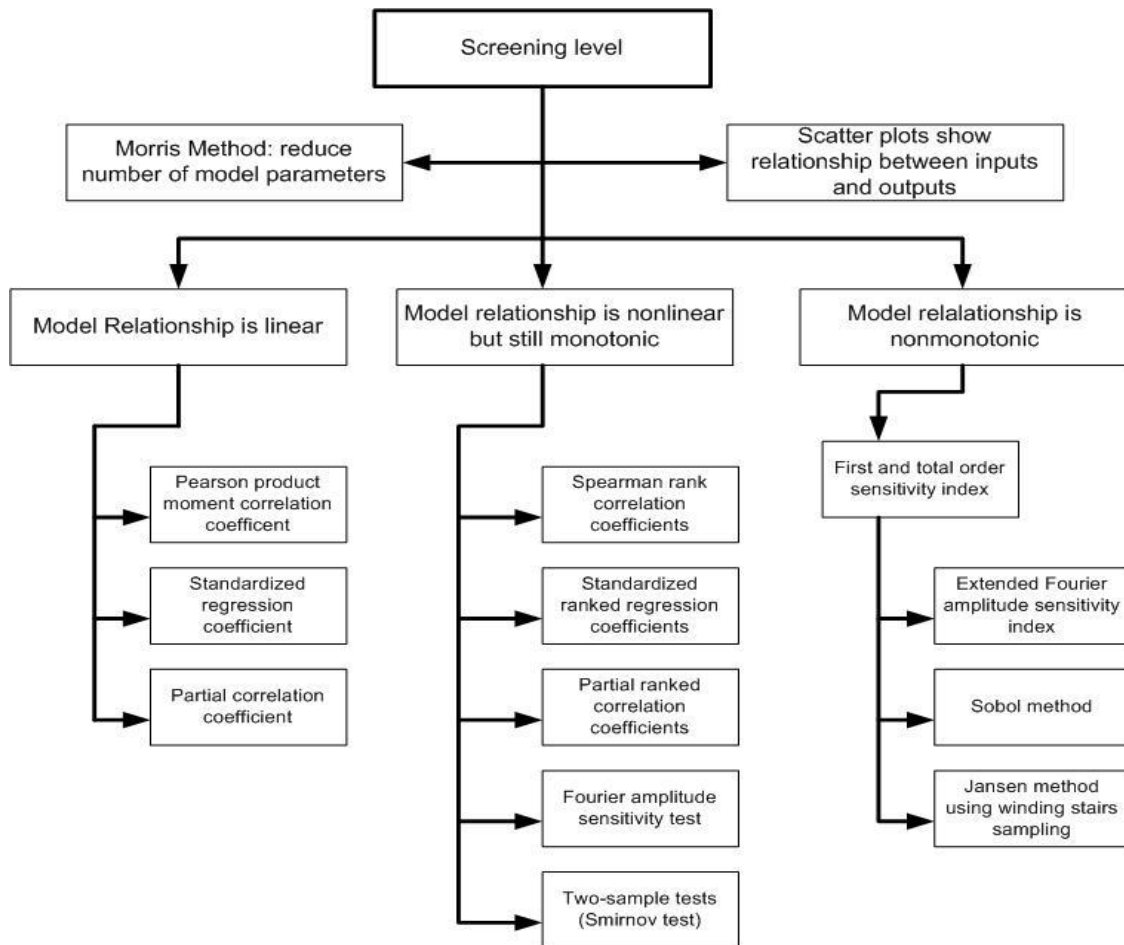 Screening level
Morris Method: reduce
number of model parameters
Scatter plots show
relationship between inputs
and outputs
Model Relationship is linear
Model relationship is nonlinear
but still monotonic
Model relalationship is
nonmonotonic
Pearson product
moment correlation
coefficent
Standardized
regression
coefficient
Partial correlation
coefficient
Spearman rank
correlation
coefficients
Standardized
ranked regression
coefficients
Partial ranked
correlation
coefficients
Fourier amplitude
sensitivity test
Two-sample tests
(Smirnov test)
First and total order
sensitivity index
Extended Fourier
amplitude sensitivity
index
Sobol method
Jansen method
using winding stairs
sampling